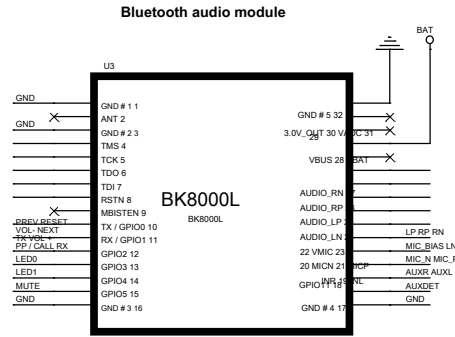 Bluetooth audio module
BAT
U3
GND
GND # 1 1
ANT 2
GND
GND # 2 3
TMS 4
TCK 5
TDO 6
TDI 7
RSTN 8
MBISTEN 9
PREV RESET
TX / GPIO0 10
VOL- NEXT
RX / GPIO1 11
TX VOL +
PP / CALL RX
GPIO2 12
LED0
GPIO3 13
LED1
GPIO4 14
MUTE
GPIO5 15
GND
GND # 3 16
BK8000L
BK8000L
GND # 5 32
3.0V_OUT 30
31
29
VBUS 28
BAT
AUDIO_RN
AUDIO_RP
AUDIO_LP
AUDIO_LN
LP RP RN
22 VMIC 23
MIC_BIAS LN
20 MICN 21
MIC_N
AUXR AUXL
GPIO11 18
AUXDET
GND # 4 17
GND